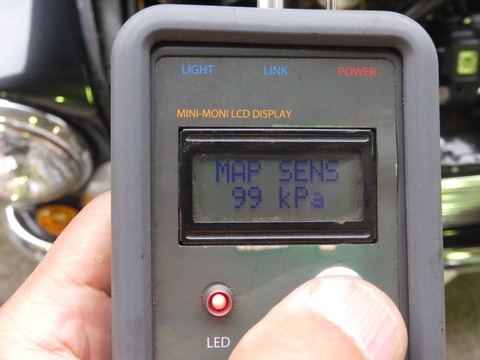 LIGHT LINK POWER
MINI-MONI LCD DISPLAY
MAP SENS
99 kPa
LED